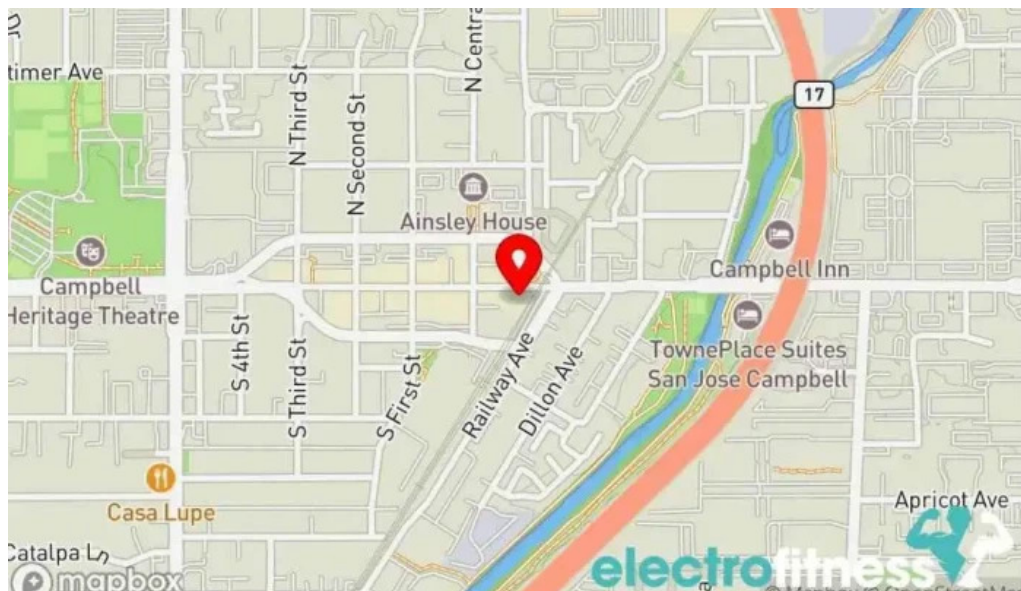 timer Ave
N Third St
N Second St
N Centra
17
Ainsley House
Campbell
Heritage Theatre
Campbell Inn
TownePlace Suites
San Jose Campbell
S 4th St
S Third St
S First St
Railway Ave
Dillon Ave
Casa Lupe
Apricot Ave
Catalpa Ln
mapbox
electrofitness